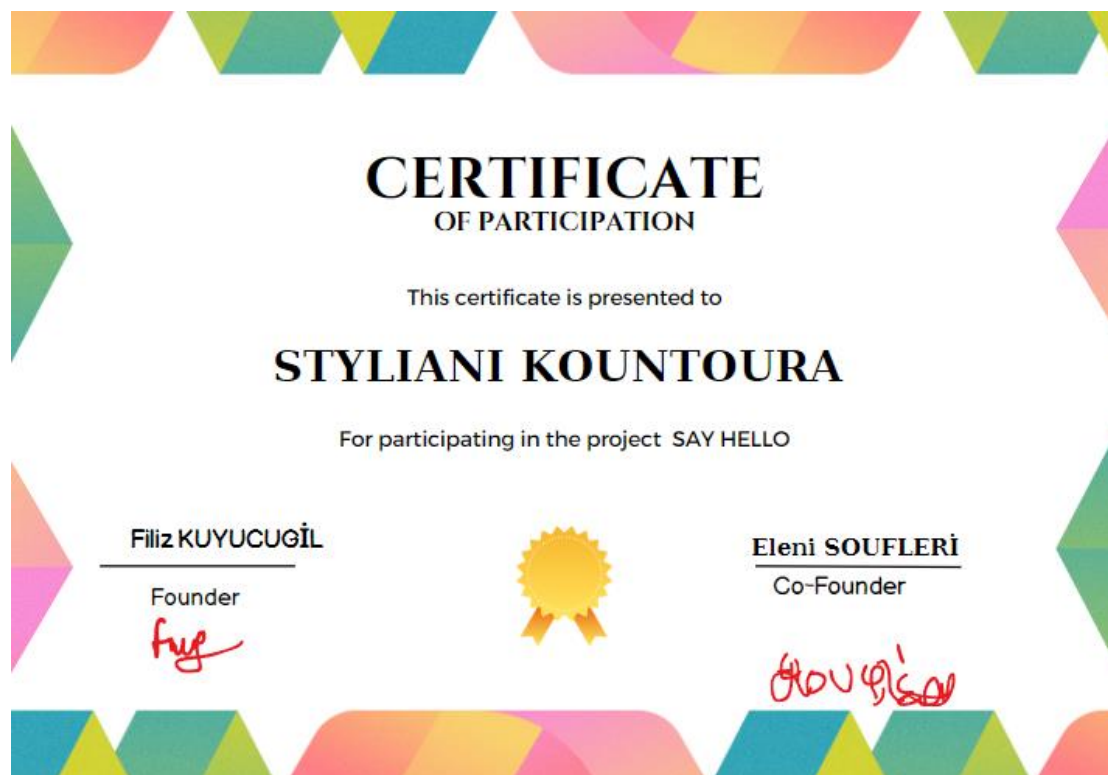 CERTIFICATE
OF PARTICIPATION
This certificate is presented to
STYLIANI KOUNTOURA
For participating in the project SAY HELLO
Filiz KUYUCUGİL
Founder
Eleni SOUFLERİ
Co-Founder